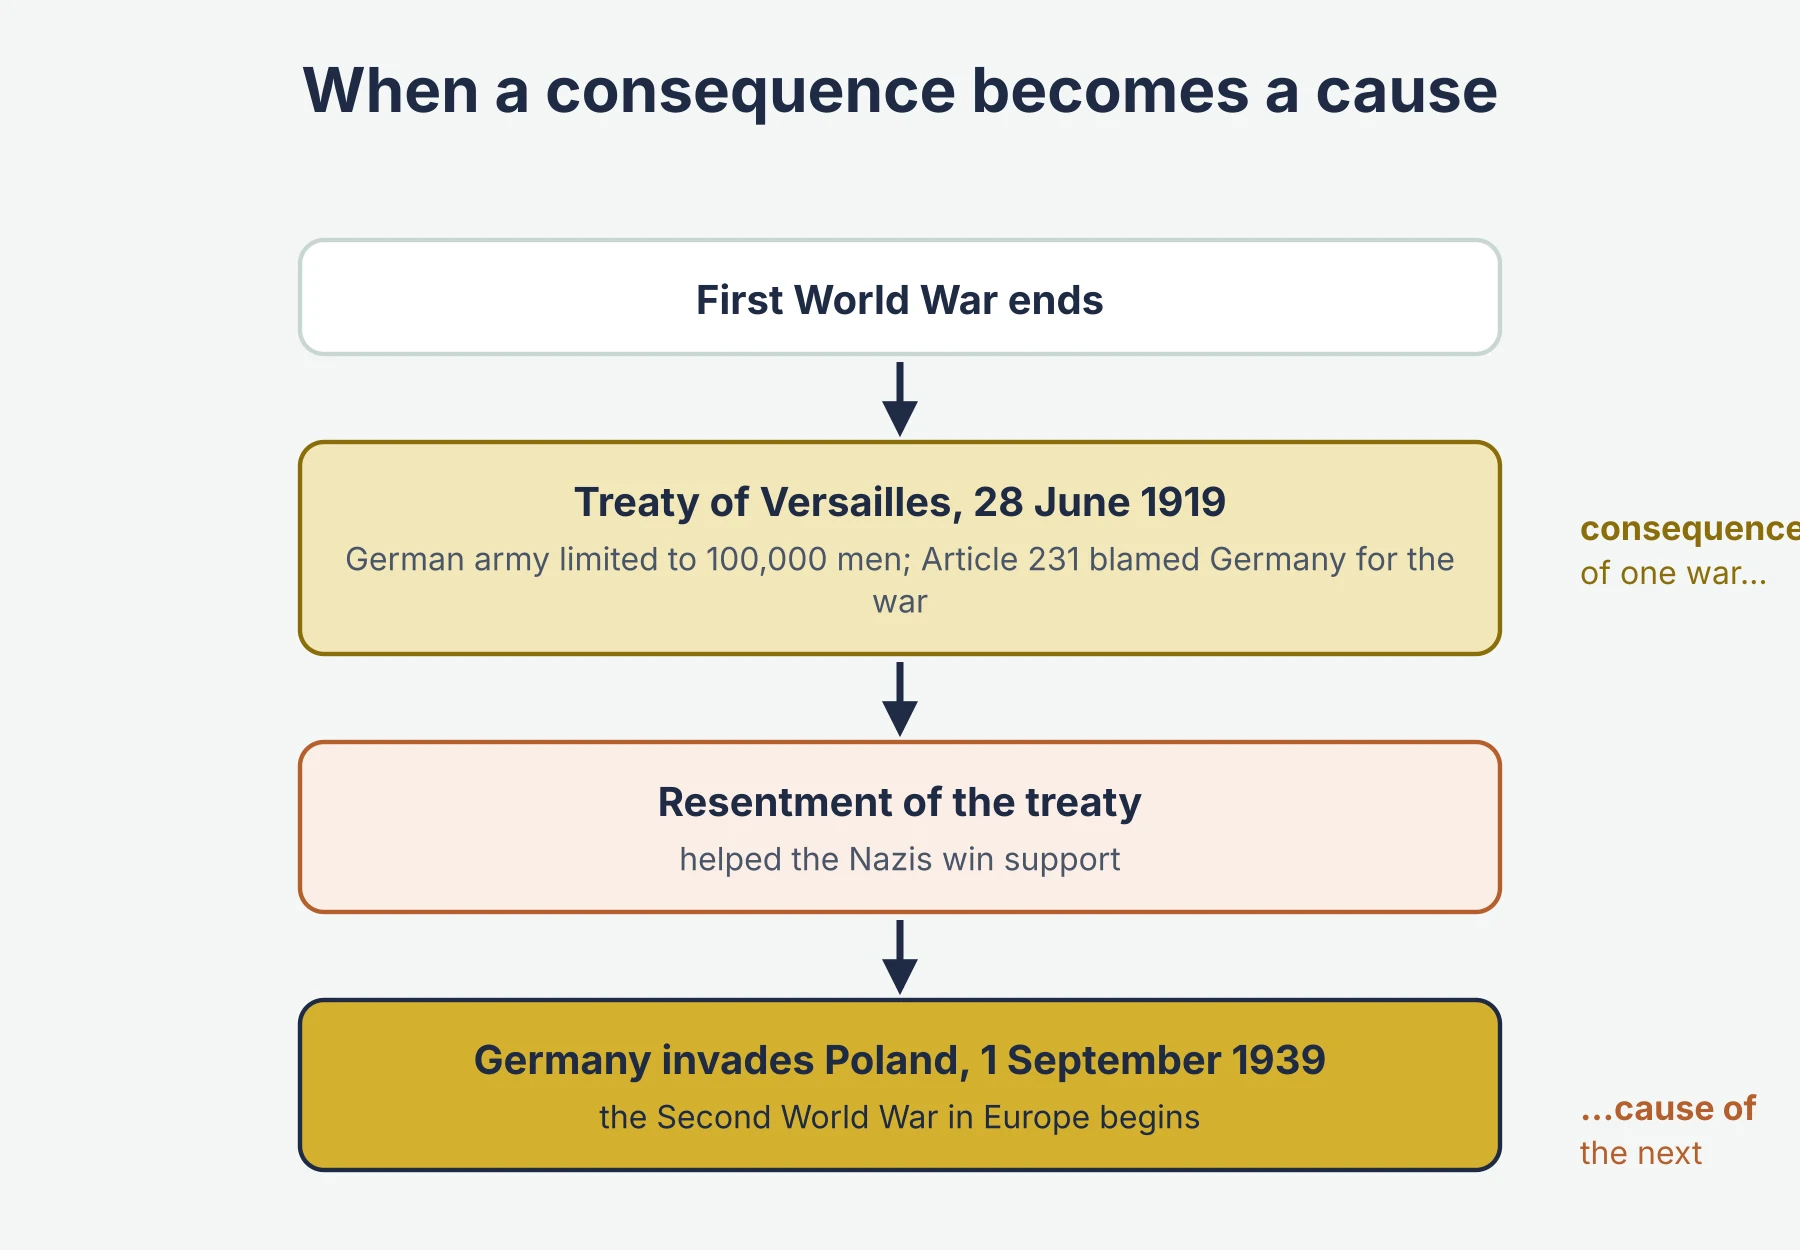 When a consequence becomes a cause
First World War ends
Treaty of Versailles, 28 June 1919
German army limited to 100,000 men; Article 231 blamed Germany for the
war
consequence
of one war...
Resentment of the treaty
helped the Nazis win support
Germany invades Poland, 1 September 1939
the Second World War in Europe begins
...cause of
the next